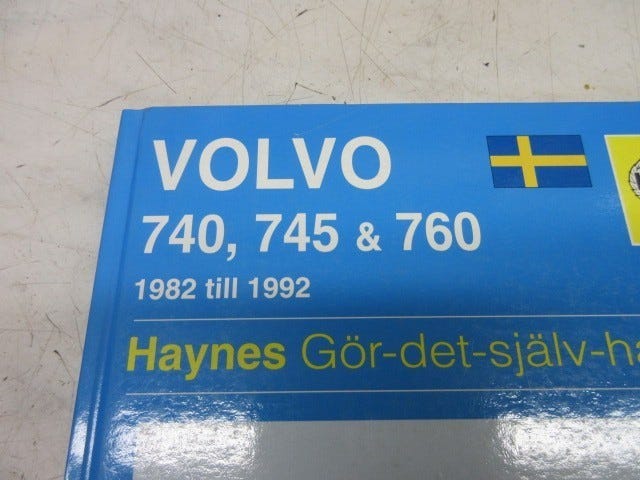 VOLVO
740, 745 & 760
1982 till 1992
Haynes Gör-det-själv-ha